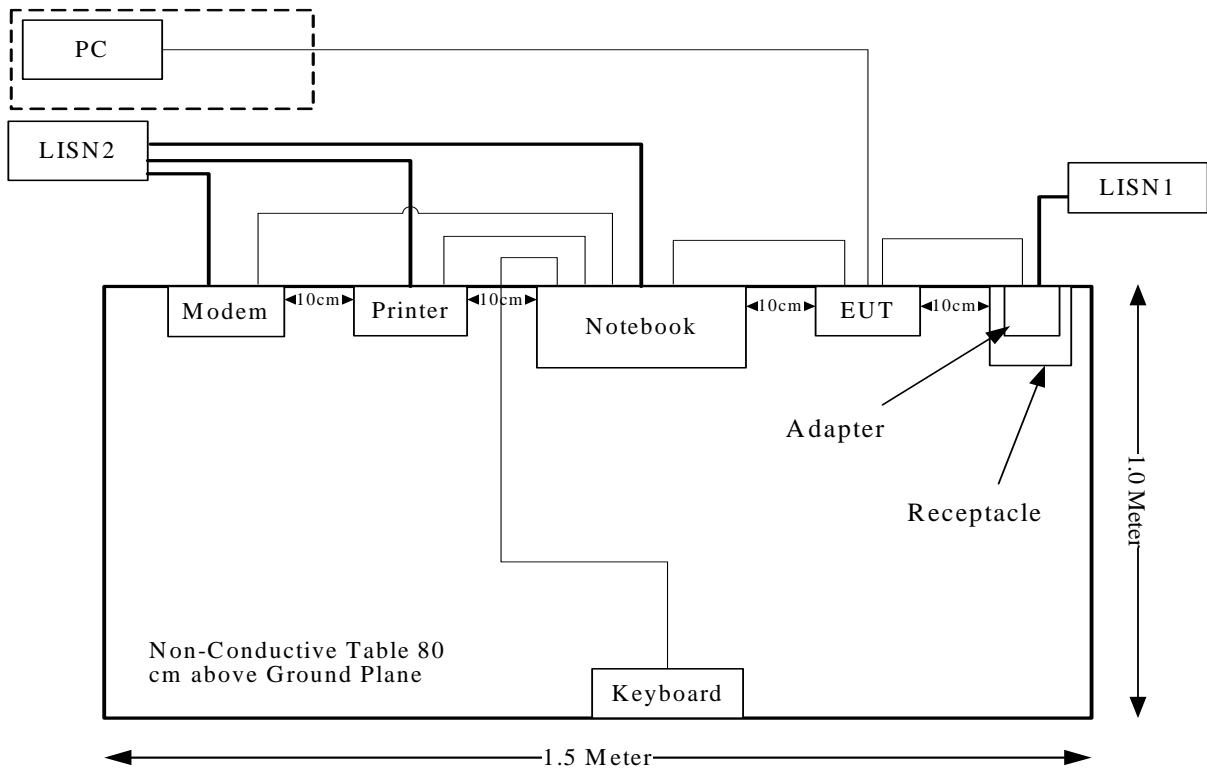 PC
LISN2
LISN1
10cm
10cm
10cm
10cm
Modem
Printer
Notebook
EUT
Adapter
Receptacle
1.0 Meter
Non-Conductive Table 80
cm above Ground Plane
Keyboard
1.5 Meter